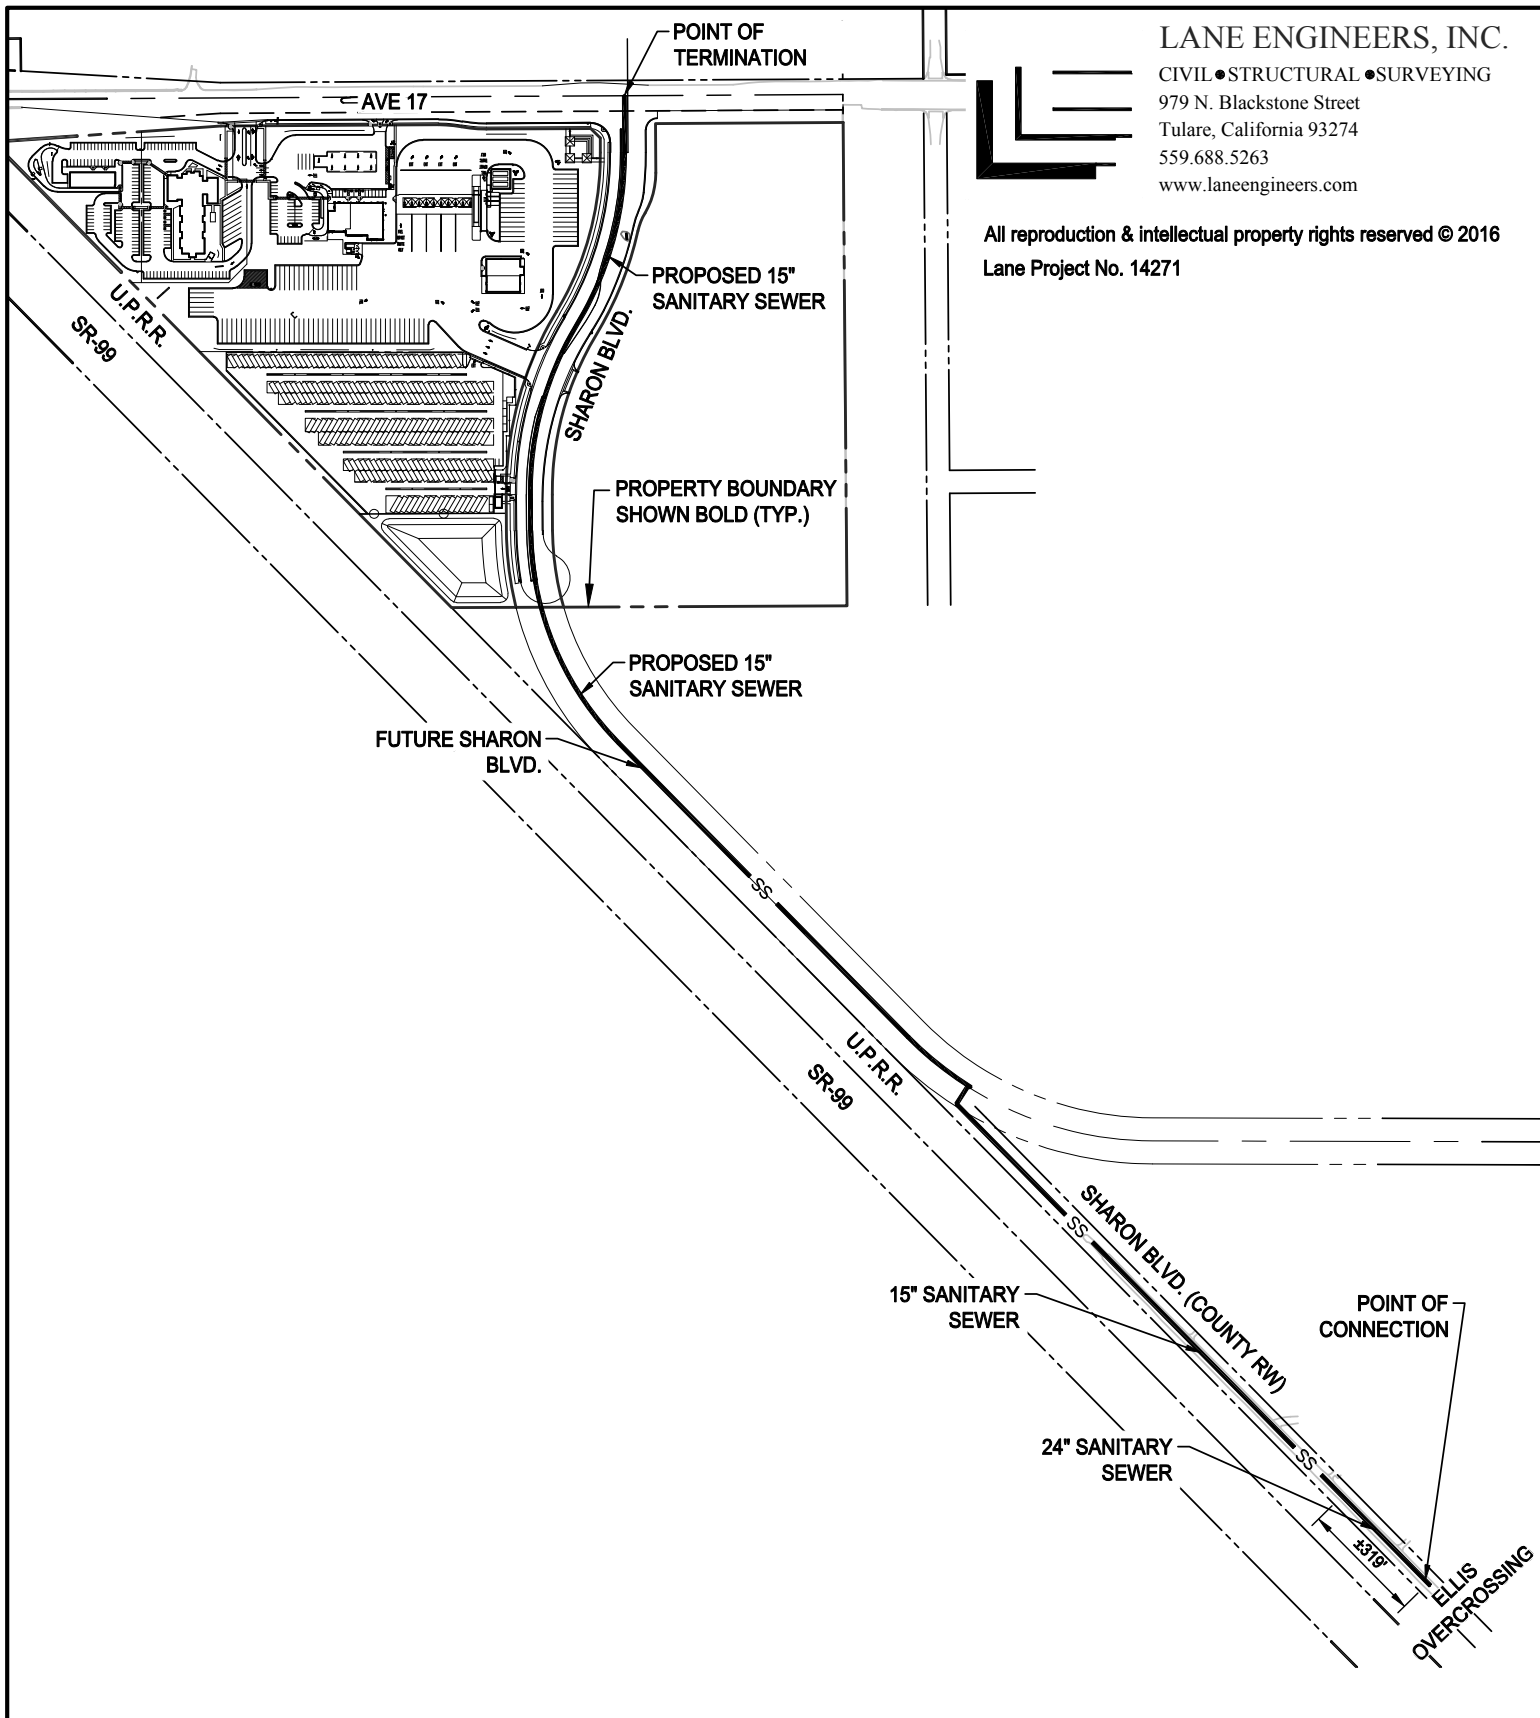 POINT OF
TERMINATION
LANE ENGINEERS, INC.
CIVIL ● STRUCTURAL ● SURVEYING
979 N. Blackstone Street
Tulare, California 93274
559.688.5263
www.laneengineers.com
All reproduction & intellectual property rights reserved © 2016
Lane Project No. 14271
AVE 17
PROPOSED 15"
SANITARY SEWER
U.P.R.R.
SR-99
SHARON BLVD.
PROPERTY BOUNDARY
SHOWN BOLD (TYP.)
PROPOSED 15"
SANITARY SEWER
FUTURE SHARON
BLVD.
SS
U.P.R.R.
SR-99
SS
SHARON BLVD. (COUNTY RW)
15" SANITARY
SEWER
POINT OF
CONNECTION
24" SANITARY
SEWER
SS
±319'
ELLIS
OVERCROSSING